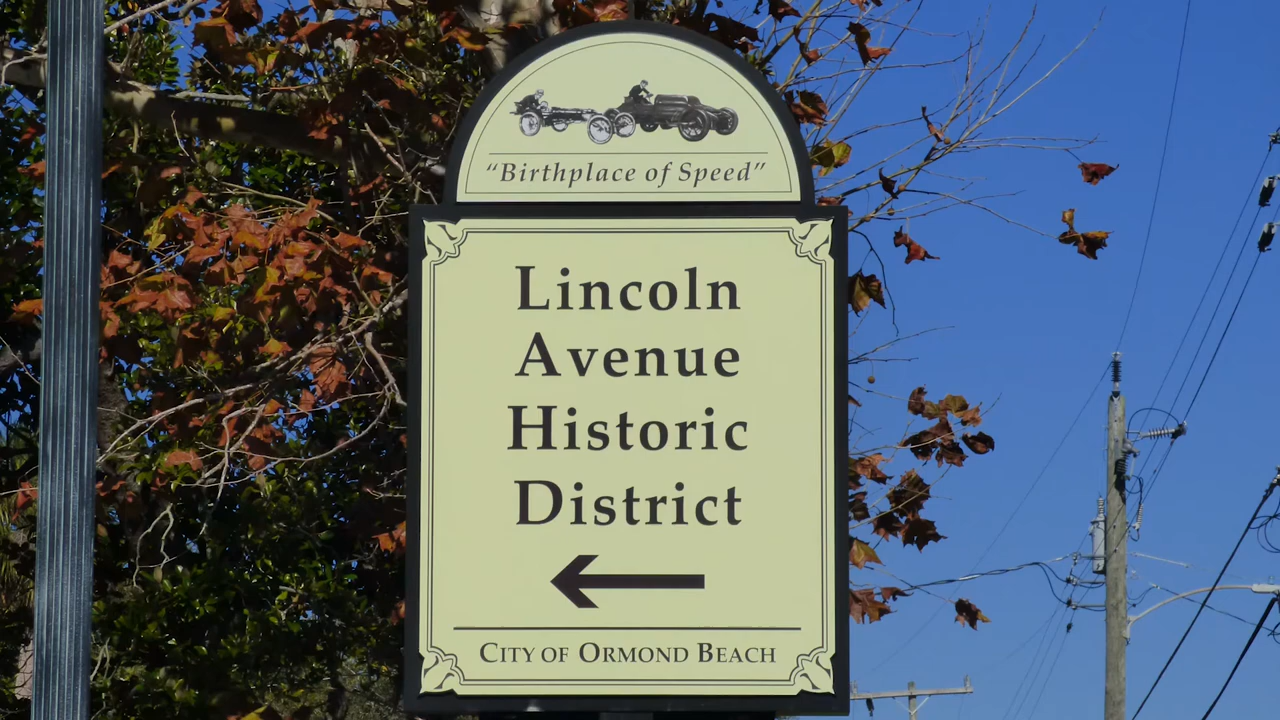 “Birthplace of Speed”
Lincoln
Avenue
Historic
District
CITY OF ORMOND BEACH